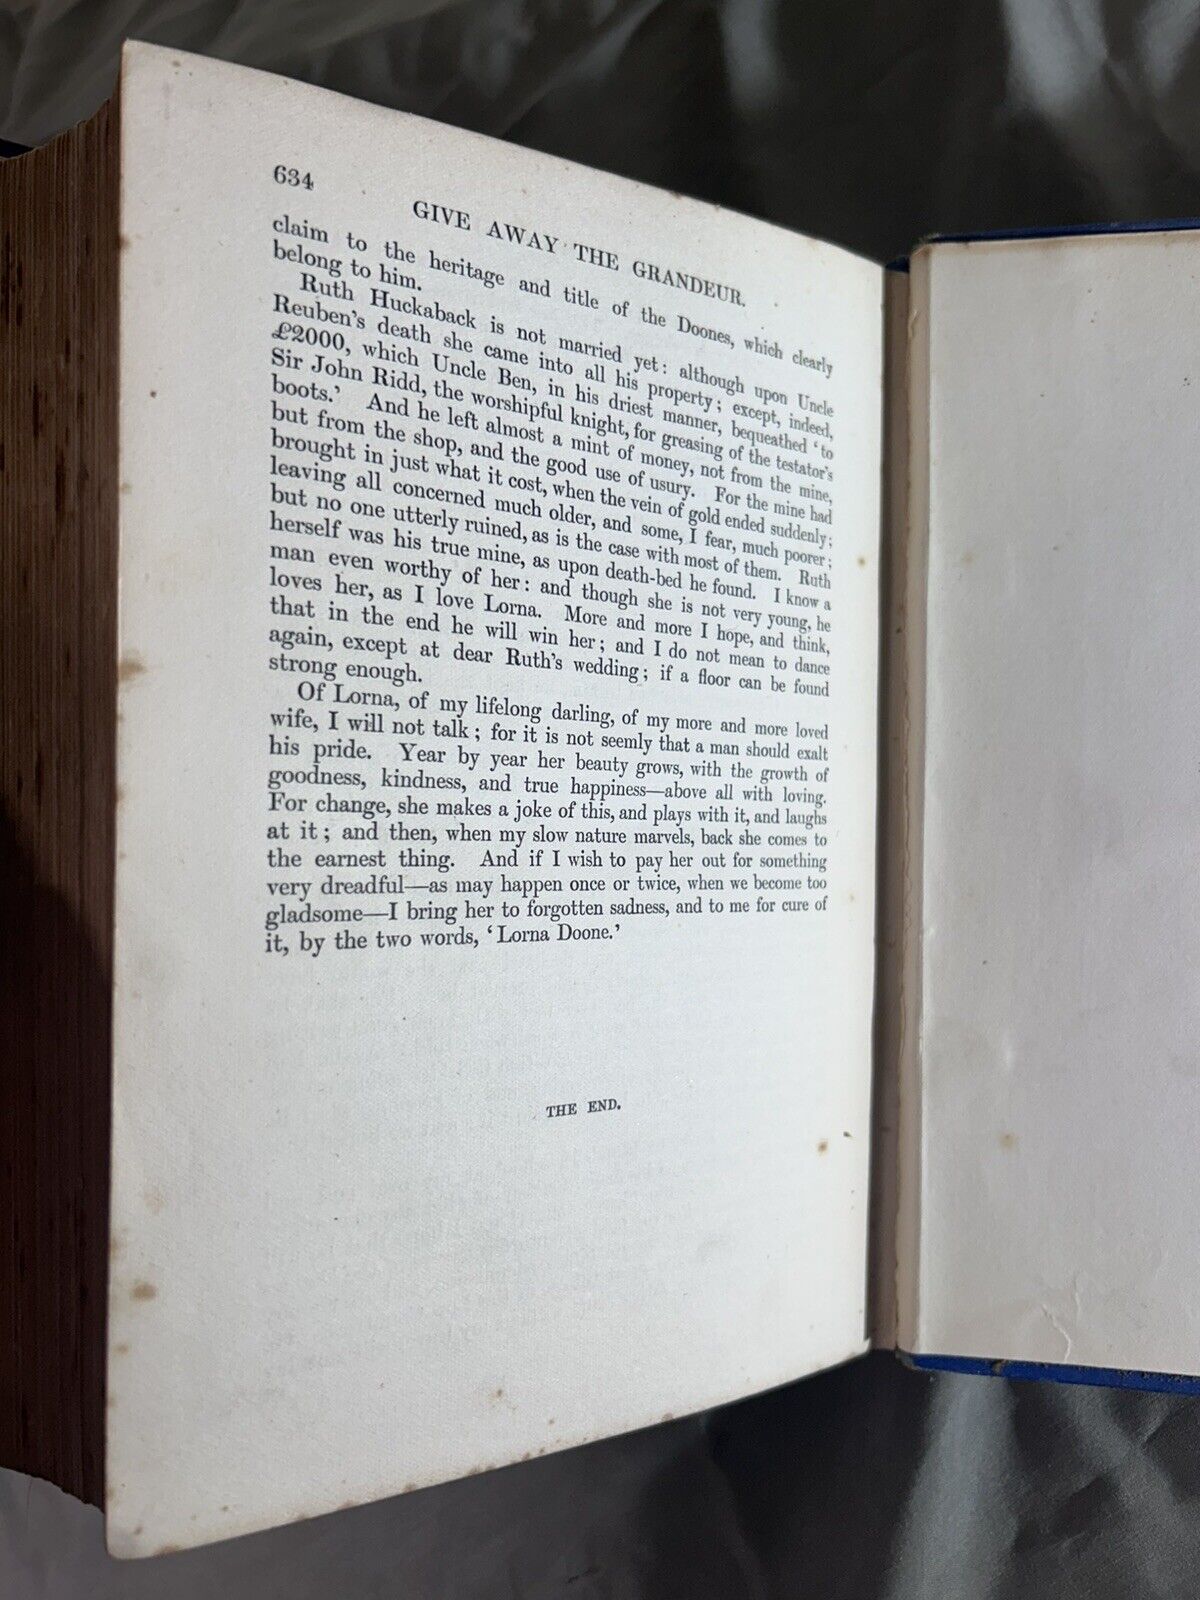 634
GIVE AWAY THE GRANDEUR.
claim to the heritage and title of the Doones, which clearly
belong to him.
Ruth Huckaback is not married yet: although upon Uncle
Reuben's death she came into all his property; except, indeed,
£2000, which Uncle Ben, in his driest manner, bequeathed 'to
Sir John Ridd, the worshipful knight, for greasing of the testator's
boots.' And he left almost a mint of money, not from the mine,
but from the shop, and the good use of usury. For the mine had
brought in just what it cost, when the vein of gold ended suddenly;
leaving all concerned much older, and some, I fear, much poorer;
but no one utterly ruined, as is the case with most of them. Ruth
herself was his true mine, as upon death-bed he found. I know a
man even worthy of her: and though she is not very young, he
loves her, as I love Lorna. More and more I hope, and think,
that in the end he will win her; and I do not mean to dance
again, except at dear Ruth's wedding; if a floor can be found
strong enough.
Of Lorna, of my lifelong darling, of my more and more loved
wife, I will not talk; for it is not seemly that a man should exalt
his pride. Year by year her beauty grows, with the growth of
goodness, kindness, and true happiness—above all with loving.
For change, she makes a joke of this, and plays with it, and laughs
at it; and then, when my slow nature marvels, back she comes to
the earnest thing. And if I wish to pay her out for something
very dreadful—as may happen once or twice, when we become too
gladsome—I bring her to forgotten sadness, and to me for cure of
it, by the two words, 'Lorna Doone.'
THE END.